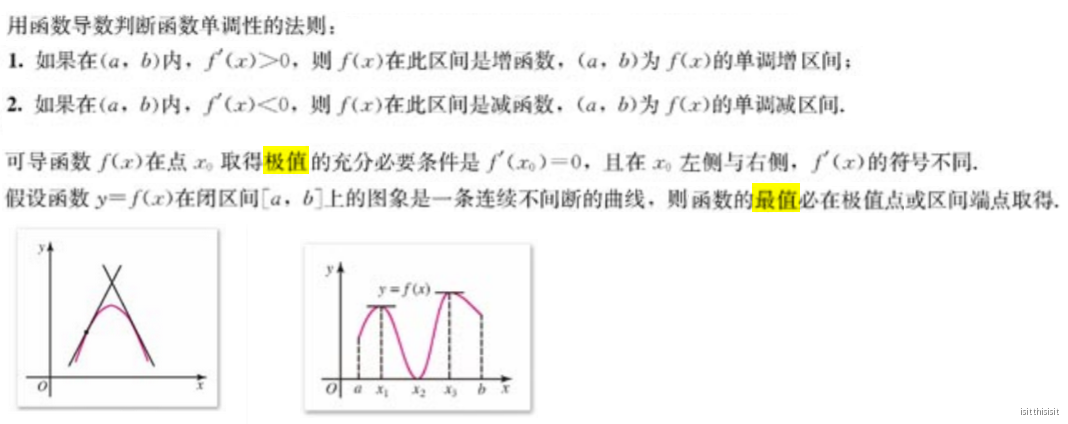 用函数导数判断函数单调性的法则：
1. 如果在(a，b)内，f′(x)>0，则 f(x)在此区间是增函数，(a，b)为 f(x)的单调增区间；
2. 如果在(a，b)内，f′(x)<0，则 f(x)在此区间是减函数，(a，b)为 f(x)的单调减区间.
可导函数 f(x)在点 x₀ 取得极值的充分必要条件是 f′(x₀)=0，且在 x₀ 左侧与右侧，f′(x)的符号不同.
假设函数 y=f(x)在闭区间[a，b]上的图象是一条连续不间断的曲线，则函数的最值必在极值点或区间端点取得.
y
O x
y
y=f(x)
O a x₁ x₂ x₃ b x
isitthisisit